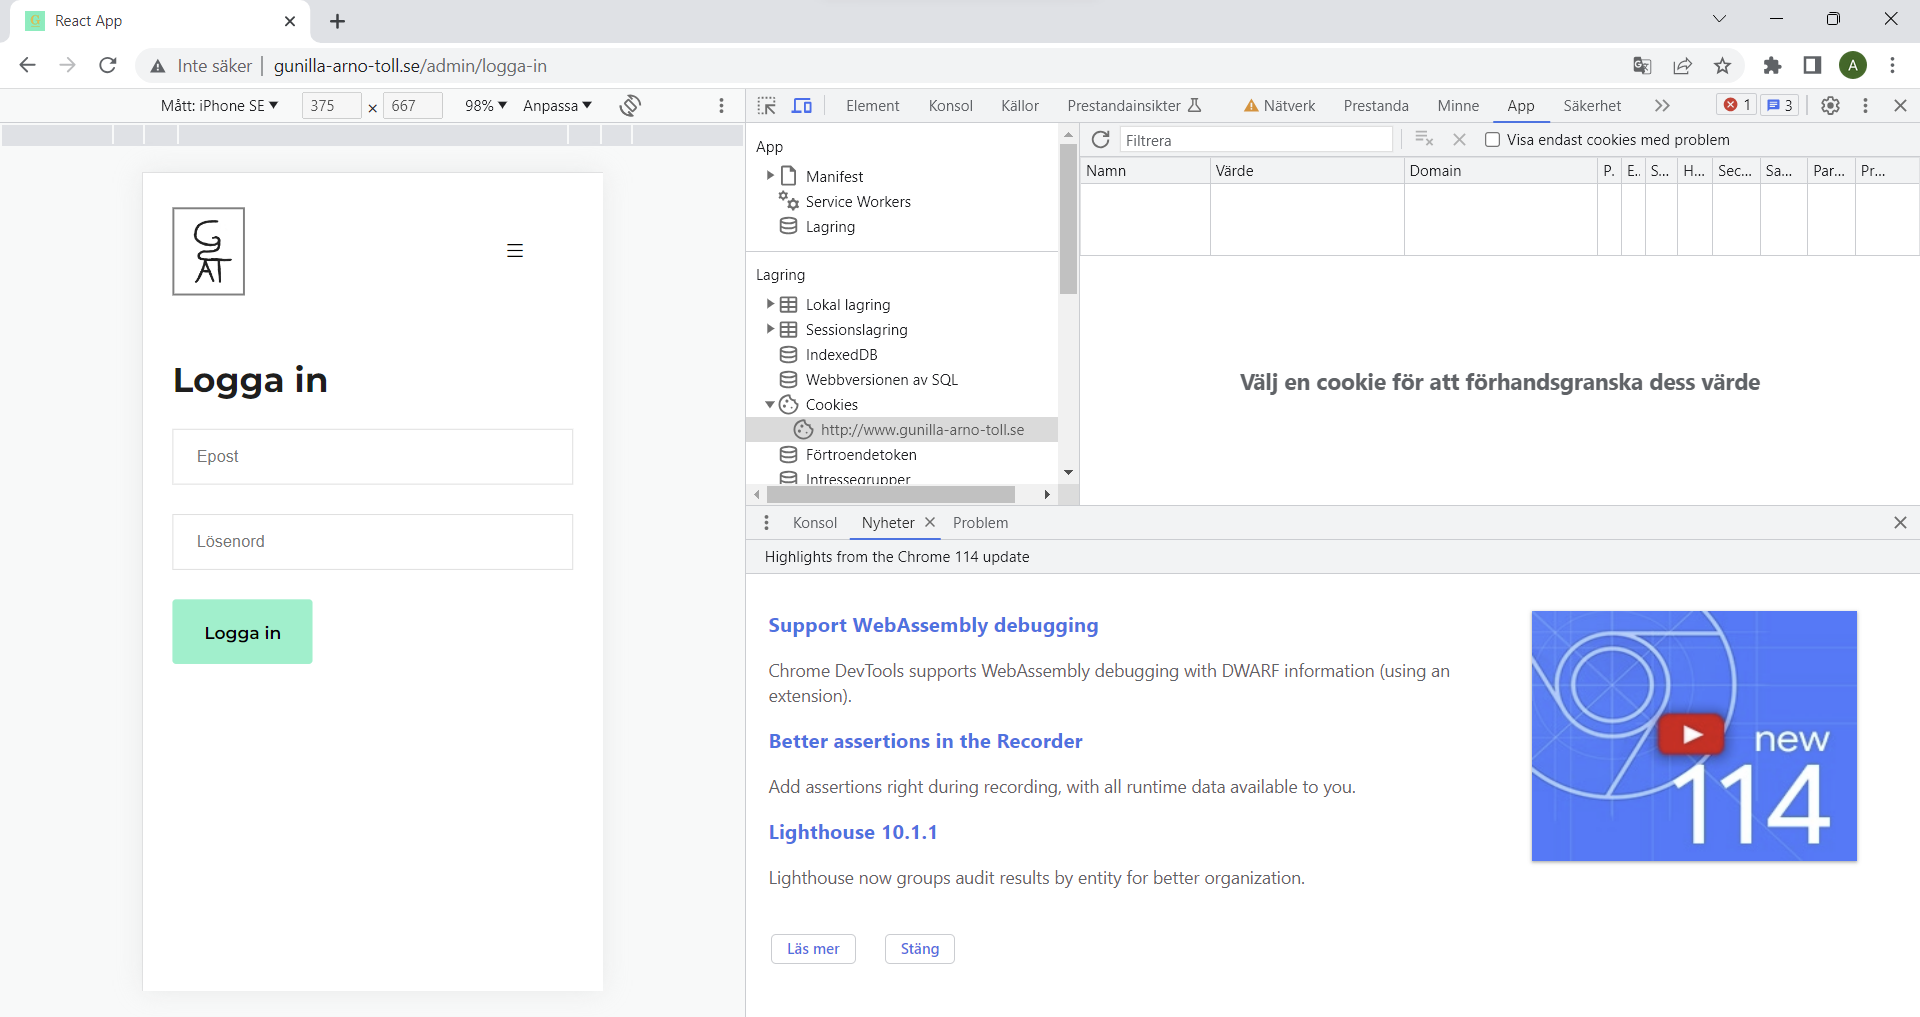 React App
Inte säker | gunilla-arno-toll.se/admin/logga-in
A
Mått: iPhone SE 375 × 667 98% Anpassa
Element Konsol Källor Prestandainsikter Nätverk Prestanda Minne App Säkerhet 1 3
App
Manifest
Service Workers
Lagring
Lagring
Lokal lagring
Sessionslagring
IndexedDB
Webbversionen av SQL
Cookies
http://www.gunilla-arno-toll.se
Förtroendetoken
Intressegrupper
Filtrera
Visa endast cookies med problem
Namn Värde Domain P. E.. S... H... Sec... Sa... Par... Pr...
Välj en cookie för att förhandsgranska dess värde
G
AT
Logga in
Epost
Lösenord
Logga in
Konsol Nyheter Problem
Highlights from the Chrome 114 update
Support WebAssembly debugging
Chrome DevTools supports WebAssembly debugging with DWARF information (using an
extension).
Better assertions in the Recorder
Add assertions right during recording, with all runtime data available to you.
Lighthouse 10.1.1
Lighthouse now groups audit results by entity for better organization.
Läs mer Stäng
new
114